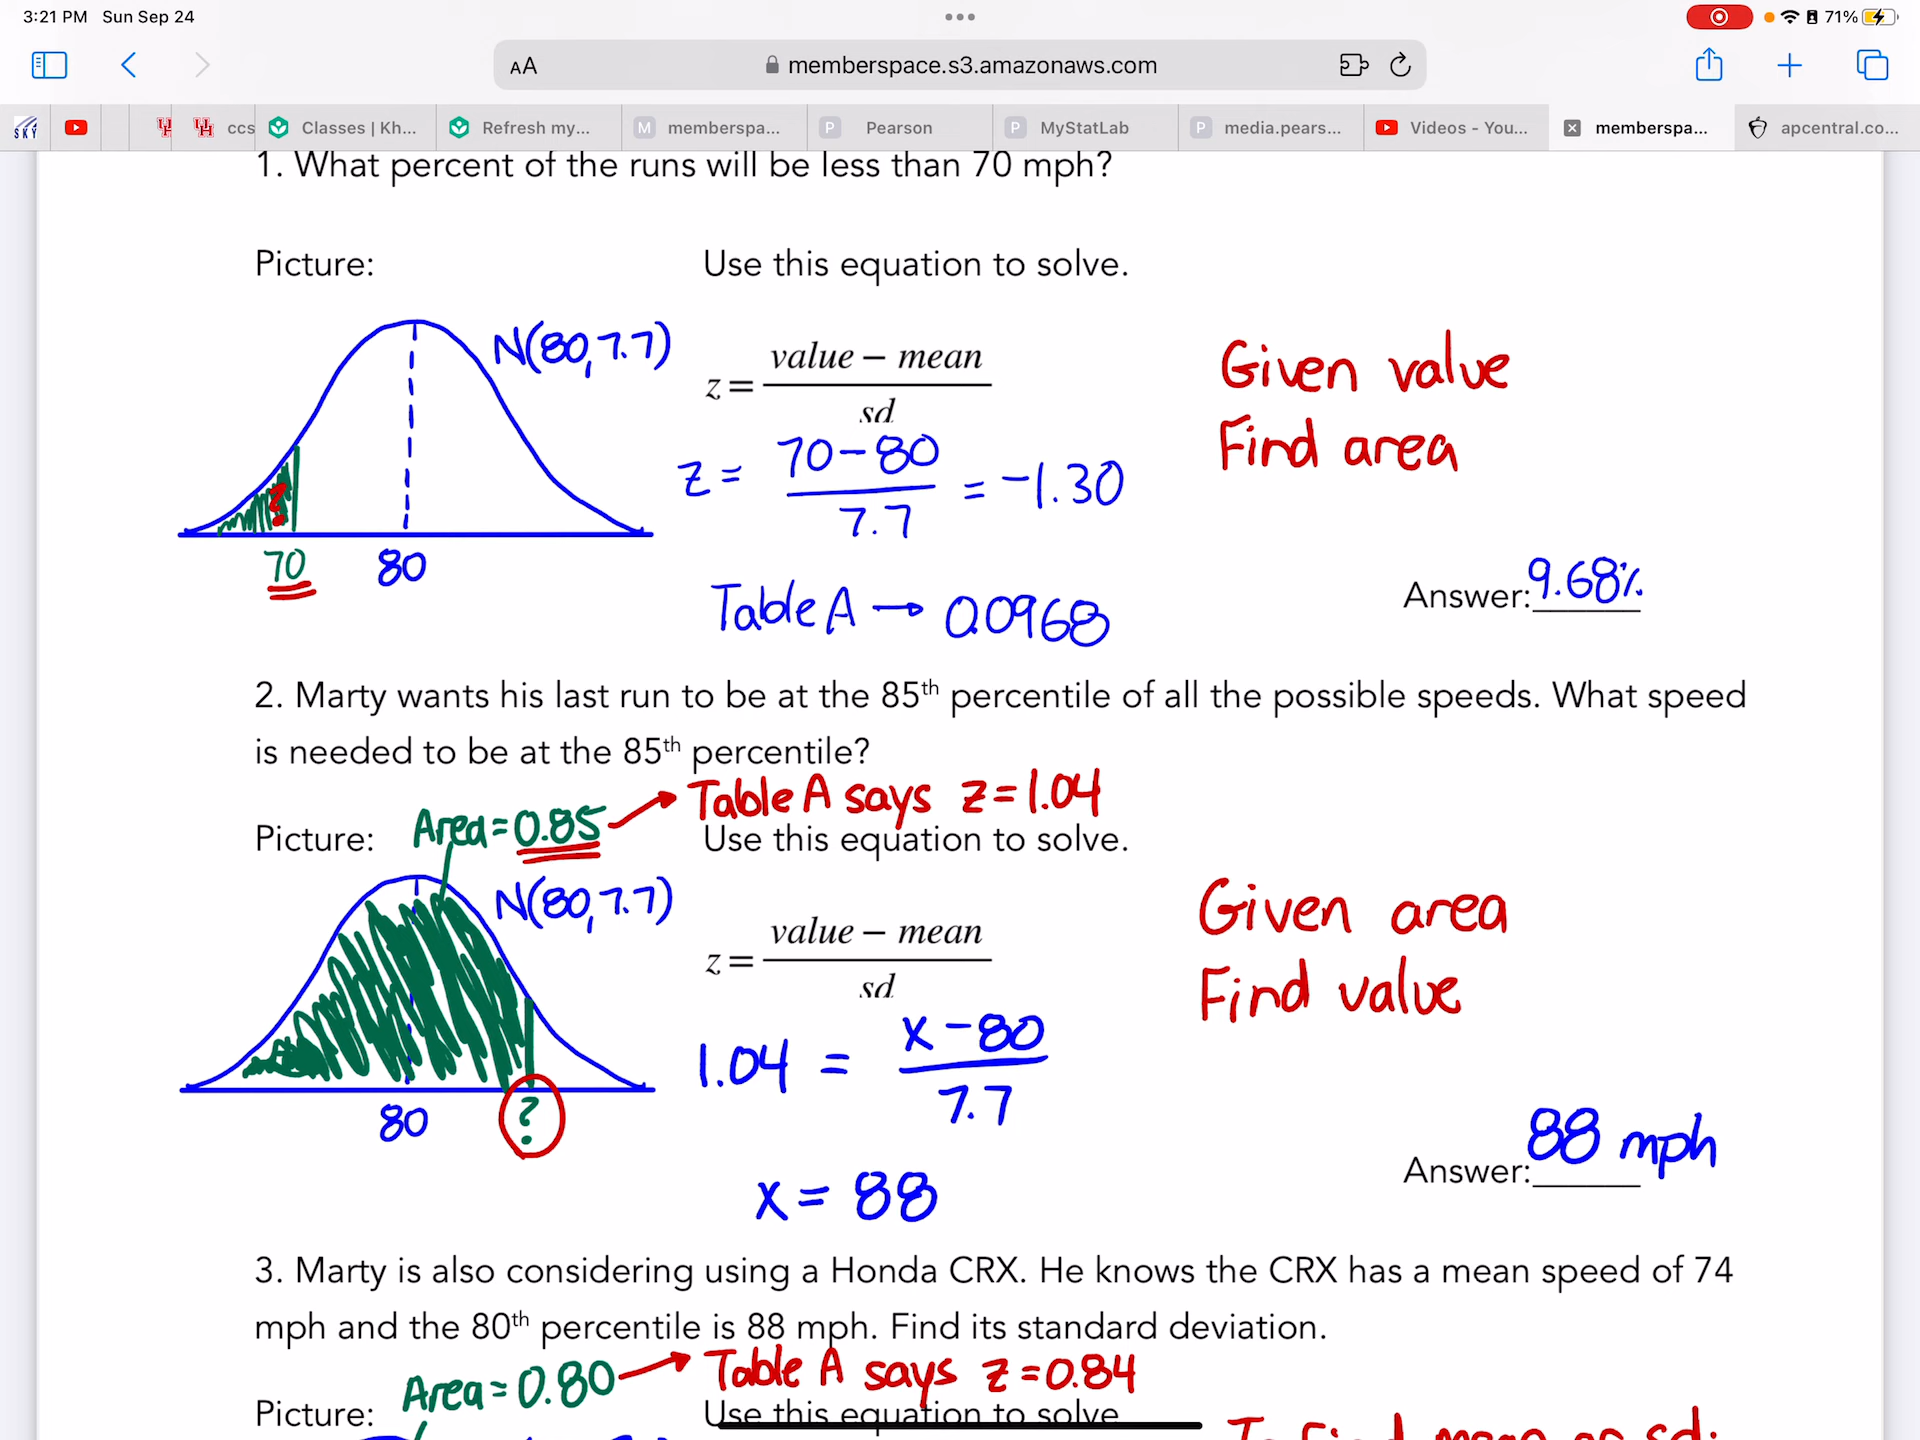 3:21 PM Sun Sep 24
71%
AA memberspace.s3.amazonaws.com
SKY ccs Classes | Kh... Refresh my... M memberspa... P Pearson P MyStatLab P media.pears... Videos - You... memberspa... apcentral.co...
1. What percent of the runs will be less than 70 mph?
Picture: Use this equation to solve.
N(80,7.7)
z = value − mean / sd
Given value
Find area
z = 70-80 / 7.7 = -1.30
?
70 80
Table A → 0.0968
Answer: 9.68%
2. Marty wants his last run to be at the 85th percentile of all the possible speeds. What speed
is needed to be at the 85th percentile?
Area=0.85 → Table A says z=1.04
Picture: Use this equation to solve.
N(80,7.7)
z = value − mean / sd
Given area
Find value
1.04 = x-80 / 7.7
80 ?
x = 88
Answer: 88 mph
3. Marty is also considering using a Honda CRX. He knows the CRX has a mean speed of 74
mph and the 80th percentile is 88 mph. Find its standard deviation.
Area=0.80 → Table A says z=0.84
Picture: Use this equation to solve
To find mean or sd: